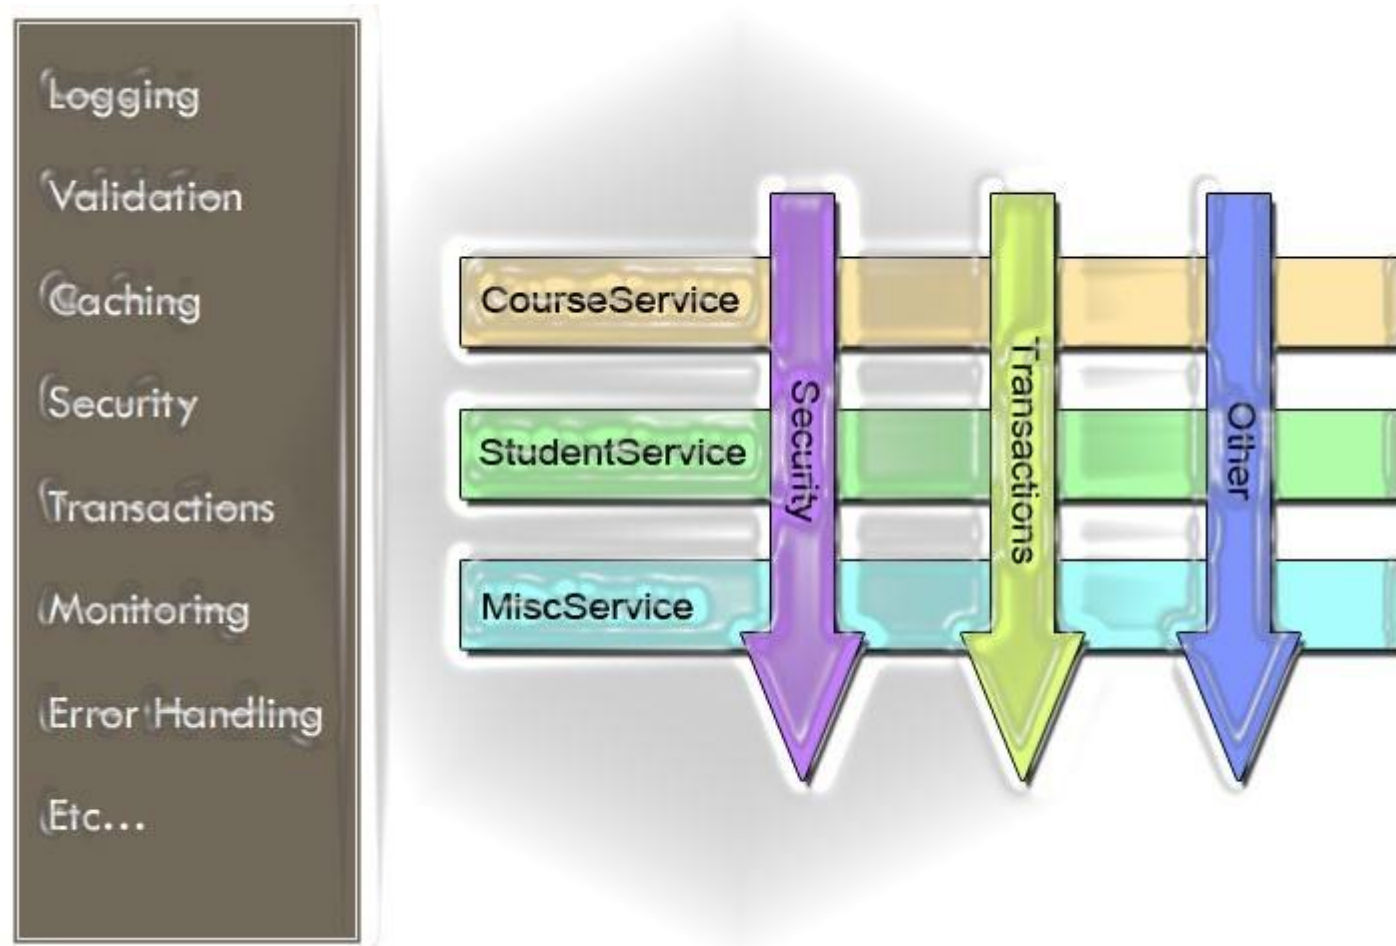 Logging
Validation
Caching
Security
Transactions
Monitoring
Error Handling
Etc...
CourseService
StudentService
MiscService
Security
Transactions
Other